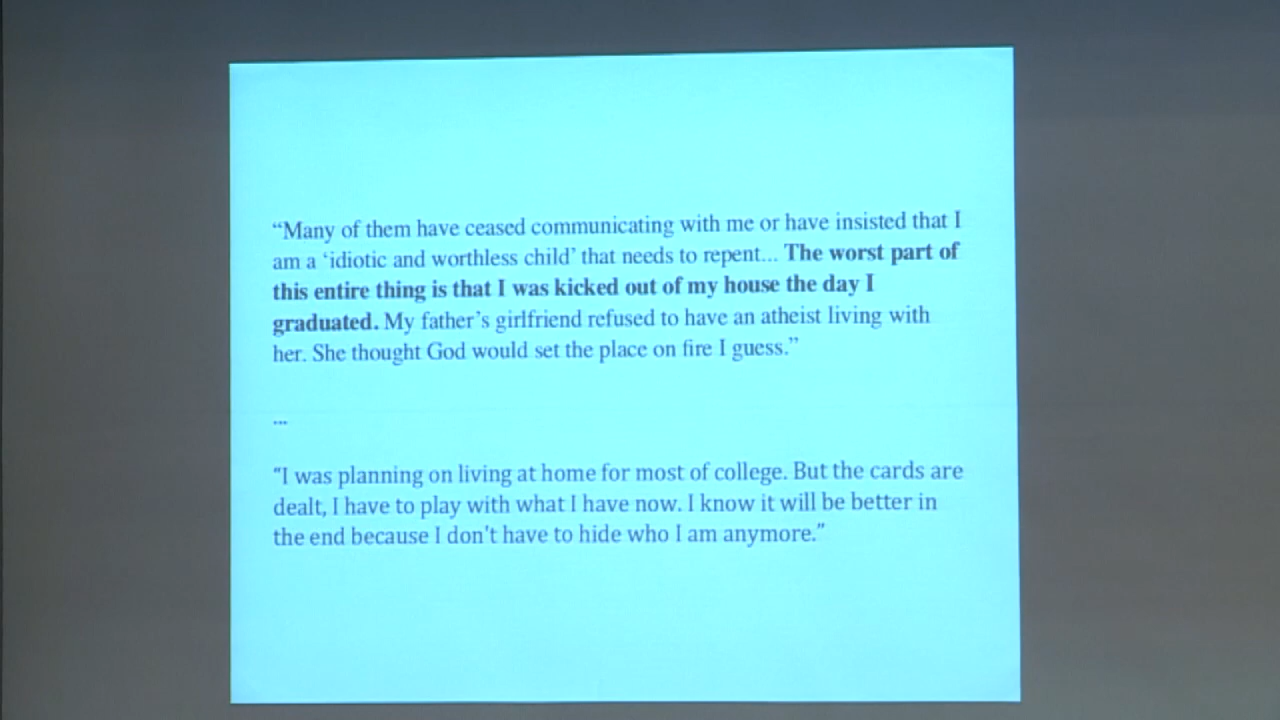 “Many of them have ceased communicating with me or have insisted that I
am a ‘idiotic and worthless child’ that needs to repent... The worst part of
this entire thing is that I was kicked out of my house the day I
graduated. My father’s girlfriend refused to have an atheist living with
her. She thought God would set the place on fire I guess.”
...
“I was planning on living at home for most of college. But the cards are
dealt, I have to play with what I have now. I know it will be better in
the end because I don't have to hide who I am anymore.”